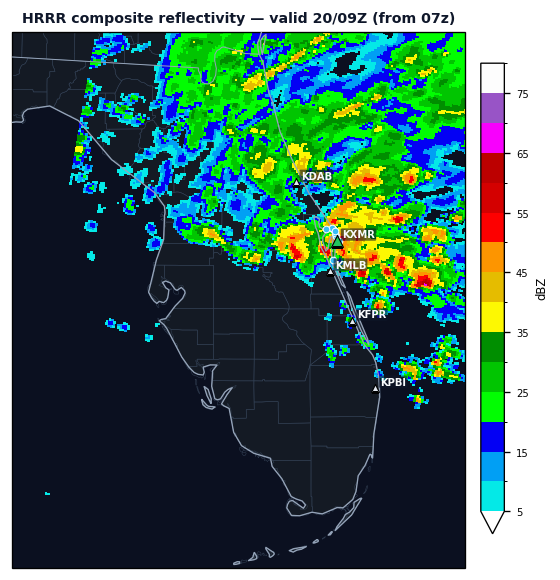 HRRR composite reflectivity — valid 20/09Z (from 07z)
KDAB
KXMR
KMLB
KFPR
KPBI
75
65
55
45
35
25
15
5
dBZ